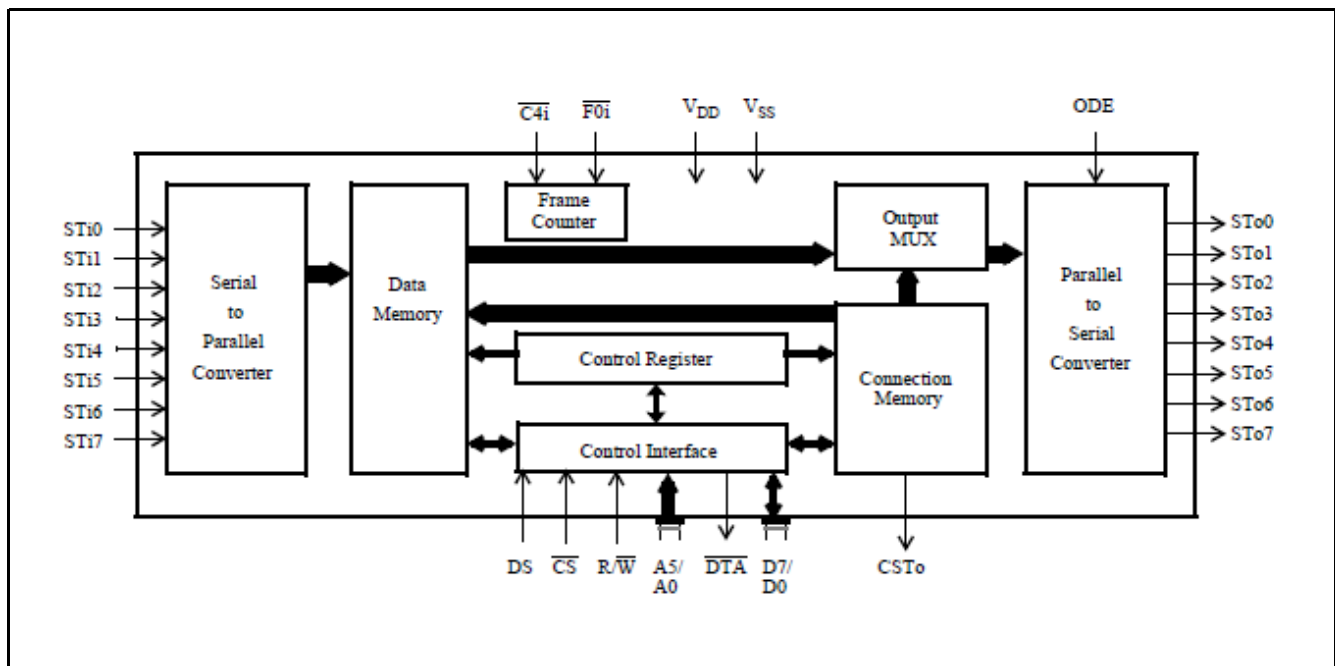 C4i
F0i
VDD
VSS
ODE
STi0
STi1
STi2
STi3
STi4
STi5
STi6
STi7
Serial
to
Parallel
Converter
Data
Memory
Frame
Counter
Control Register
Control Interface
Output
MUX
Connection
Memory
Parallel
to
Serial
Converter
STo0
STo1
STo2
STo3
STo4
STo5
STo6
STo7
DS
CS
R/W
A5/
A0
DTA
D7/
D0
CSTo